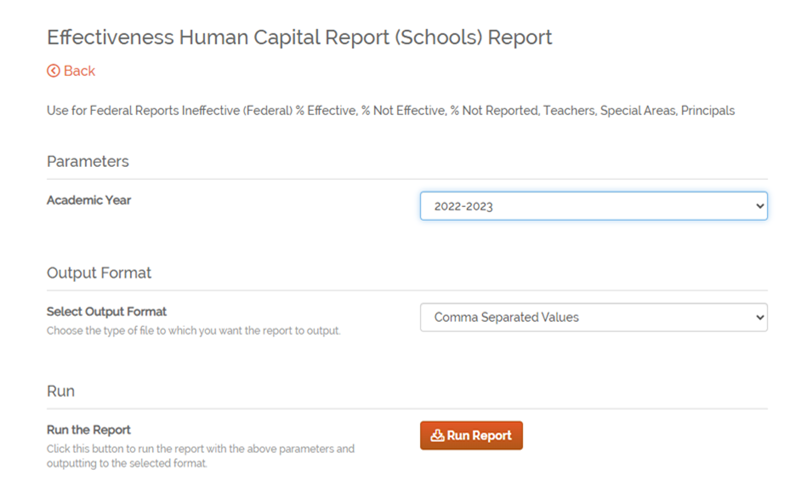 Effectiveness Human Capital Report (Schools) Report
Back
Use for Federal Reports Ineffective (Federal) % Effective, % Not Effective, % Not Reported, Teachers, Special Areas, Principals
Parameters
Academic Year
2022-2023
Output Format
Select Output Format
Comma Separated Values
Choose the type of file to which you want the report to output.
Run
Run the Report
Run Report
Click this button to run the report with the above parameters and
outputting to the selected format.